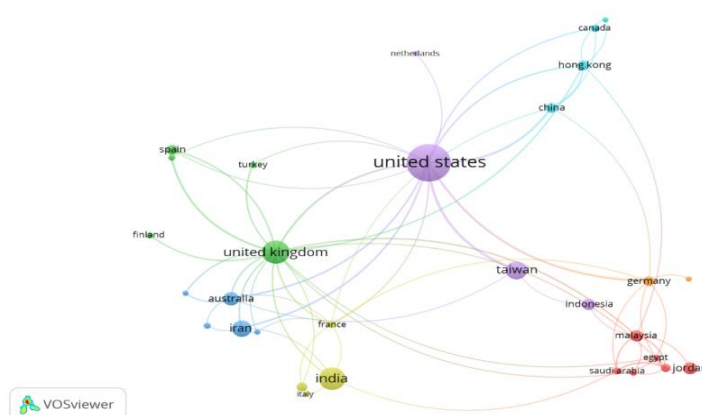 canada
netherlands
hong kong
china
spain
turkey
united states
finland
united kingdom
taiwan
germany
australia
indonesia
iran
france
malaysia
egypt
india
saudi arabia
jordan
italy
VOSviewer